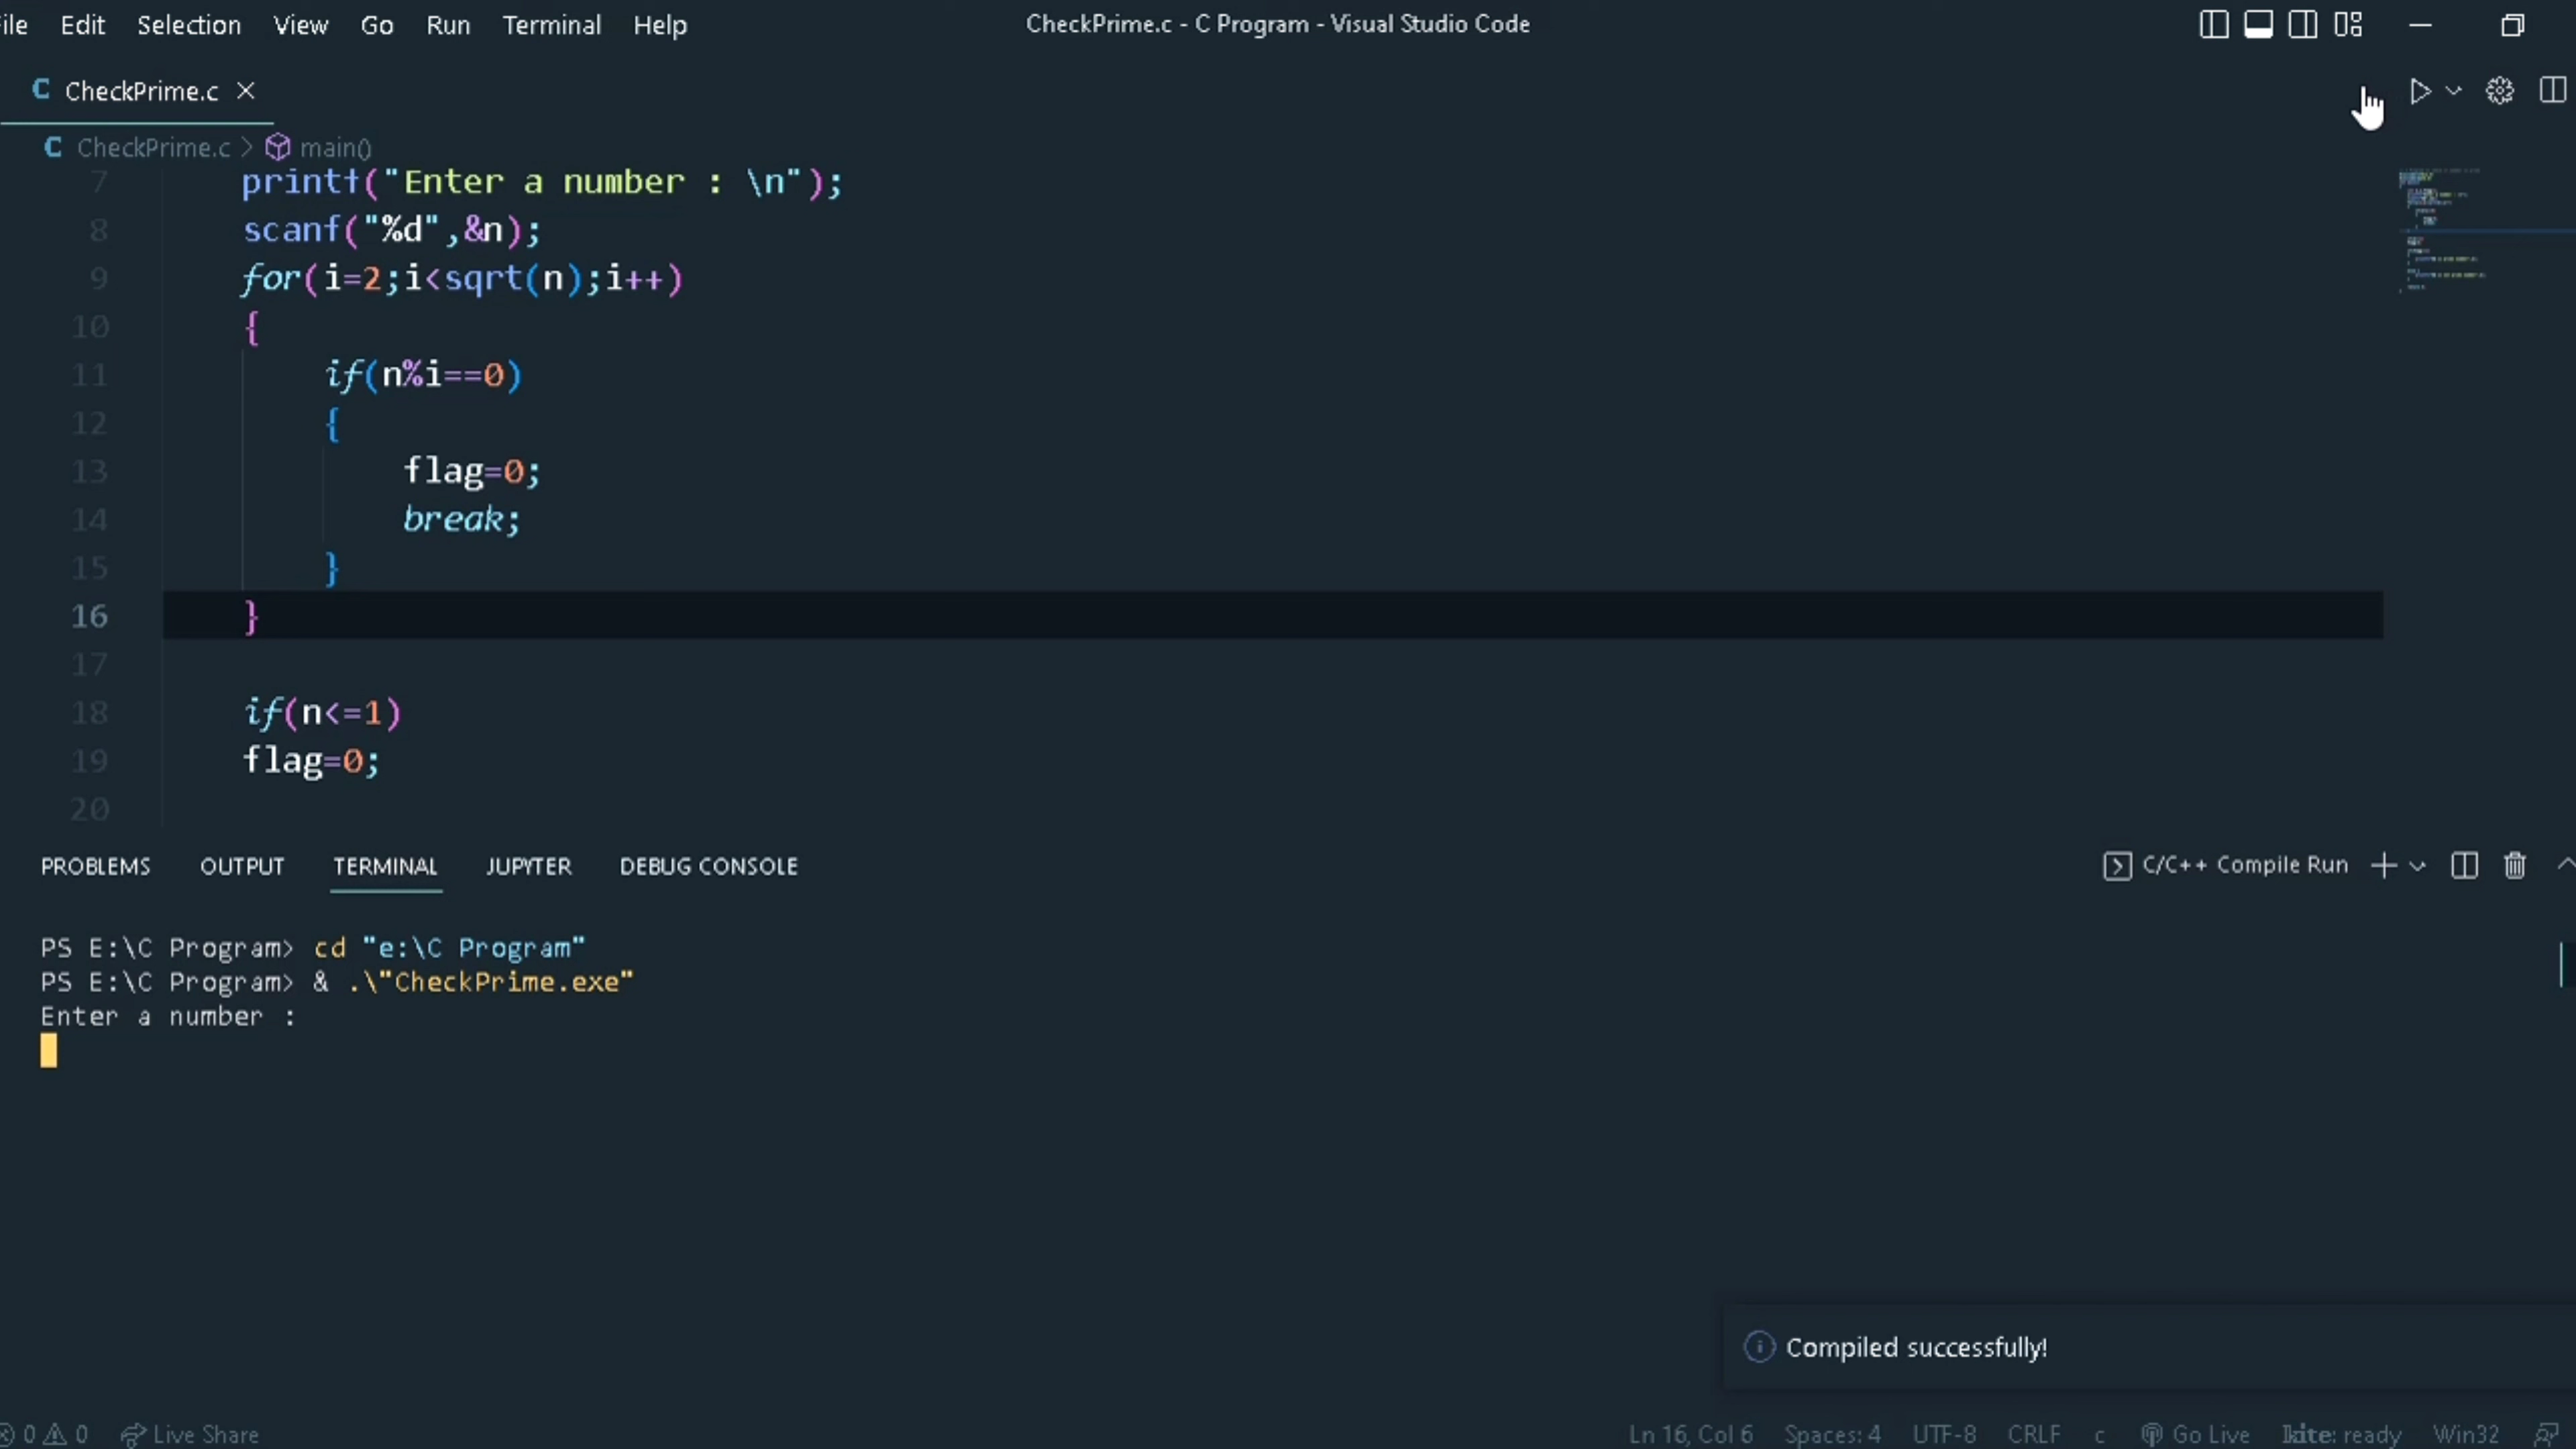 File Edit Selection View Go Run Terminal Help CheckPrime.c - C Program - Visual Studio Code
C CheckPrime.c
C CheckPrime.c > main()
7 printf("Enter a number : \n");
8 scanf("%d",&n);
9 for(i=2;i<sqrt(n);i++)
10 {
11 if(n%i==0)
12 {
13 flag=0;
14 break;
15 }
16 }
17
18 if(n<=1)
19 flag=0;
20
PROBLEMS OUTPUT TERMINAL JUPYTER DEBUG CONSOLE C/C++ Compile Run
PS E:\C Program> cd "e:\C Program"
PS E:\C Program> & .\"CheckPrime.exe"
Enter a number :
Compiled successfully!
0 0 Live Share Ln 16, Col 6 Spaces: 4 UTF-8 CRLF c Go Live kite: ready Win32